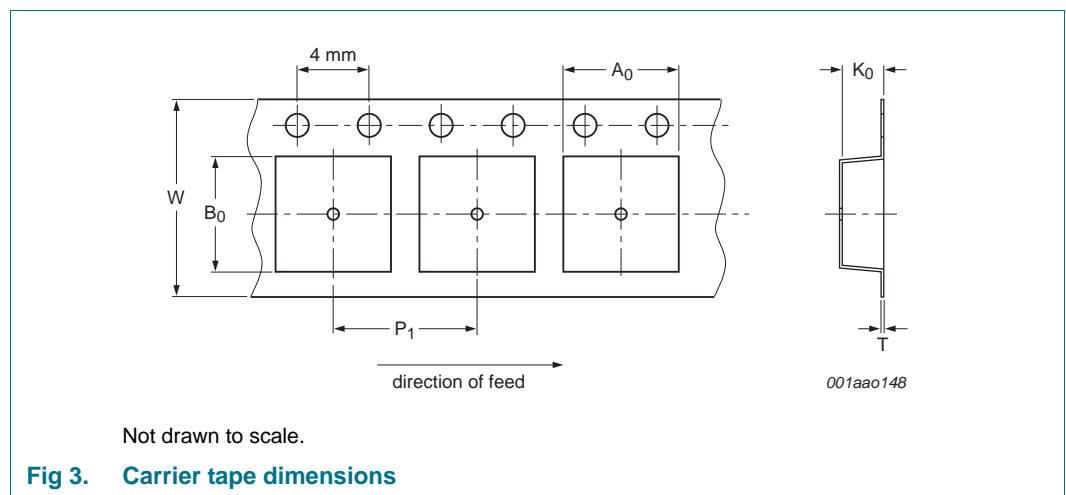 4 mm
A0
K0
W
B0
P1
T
direction of feed
001aao148
Not drawn to scale.
Fig 3. Carrier tape dimensions